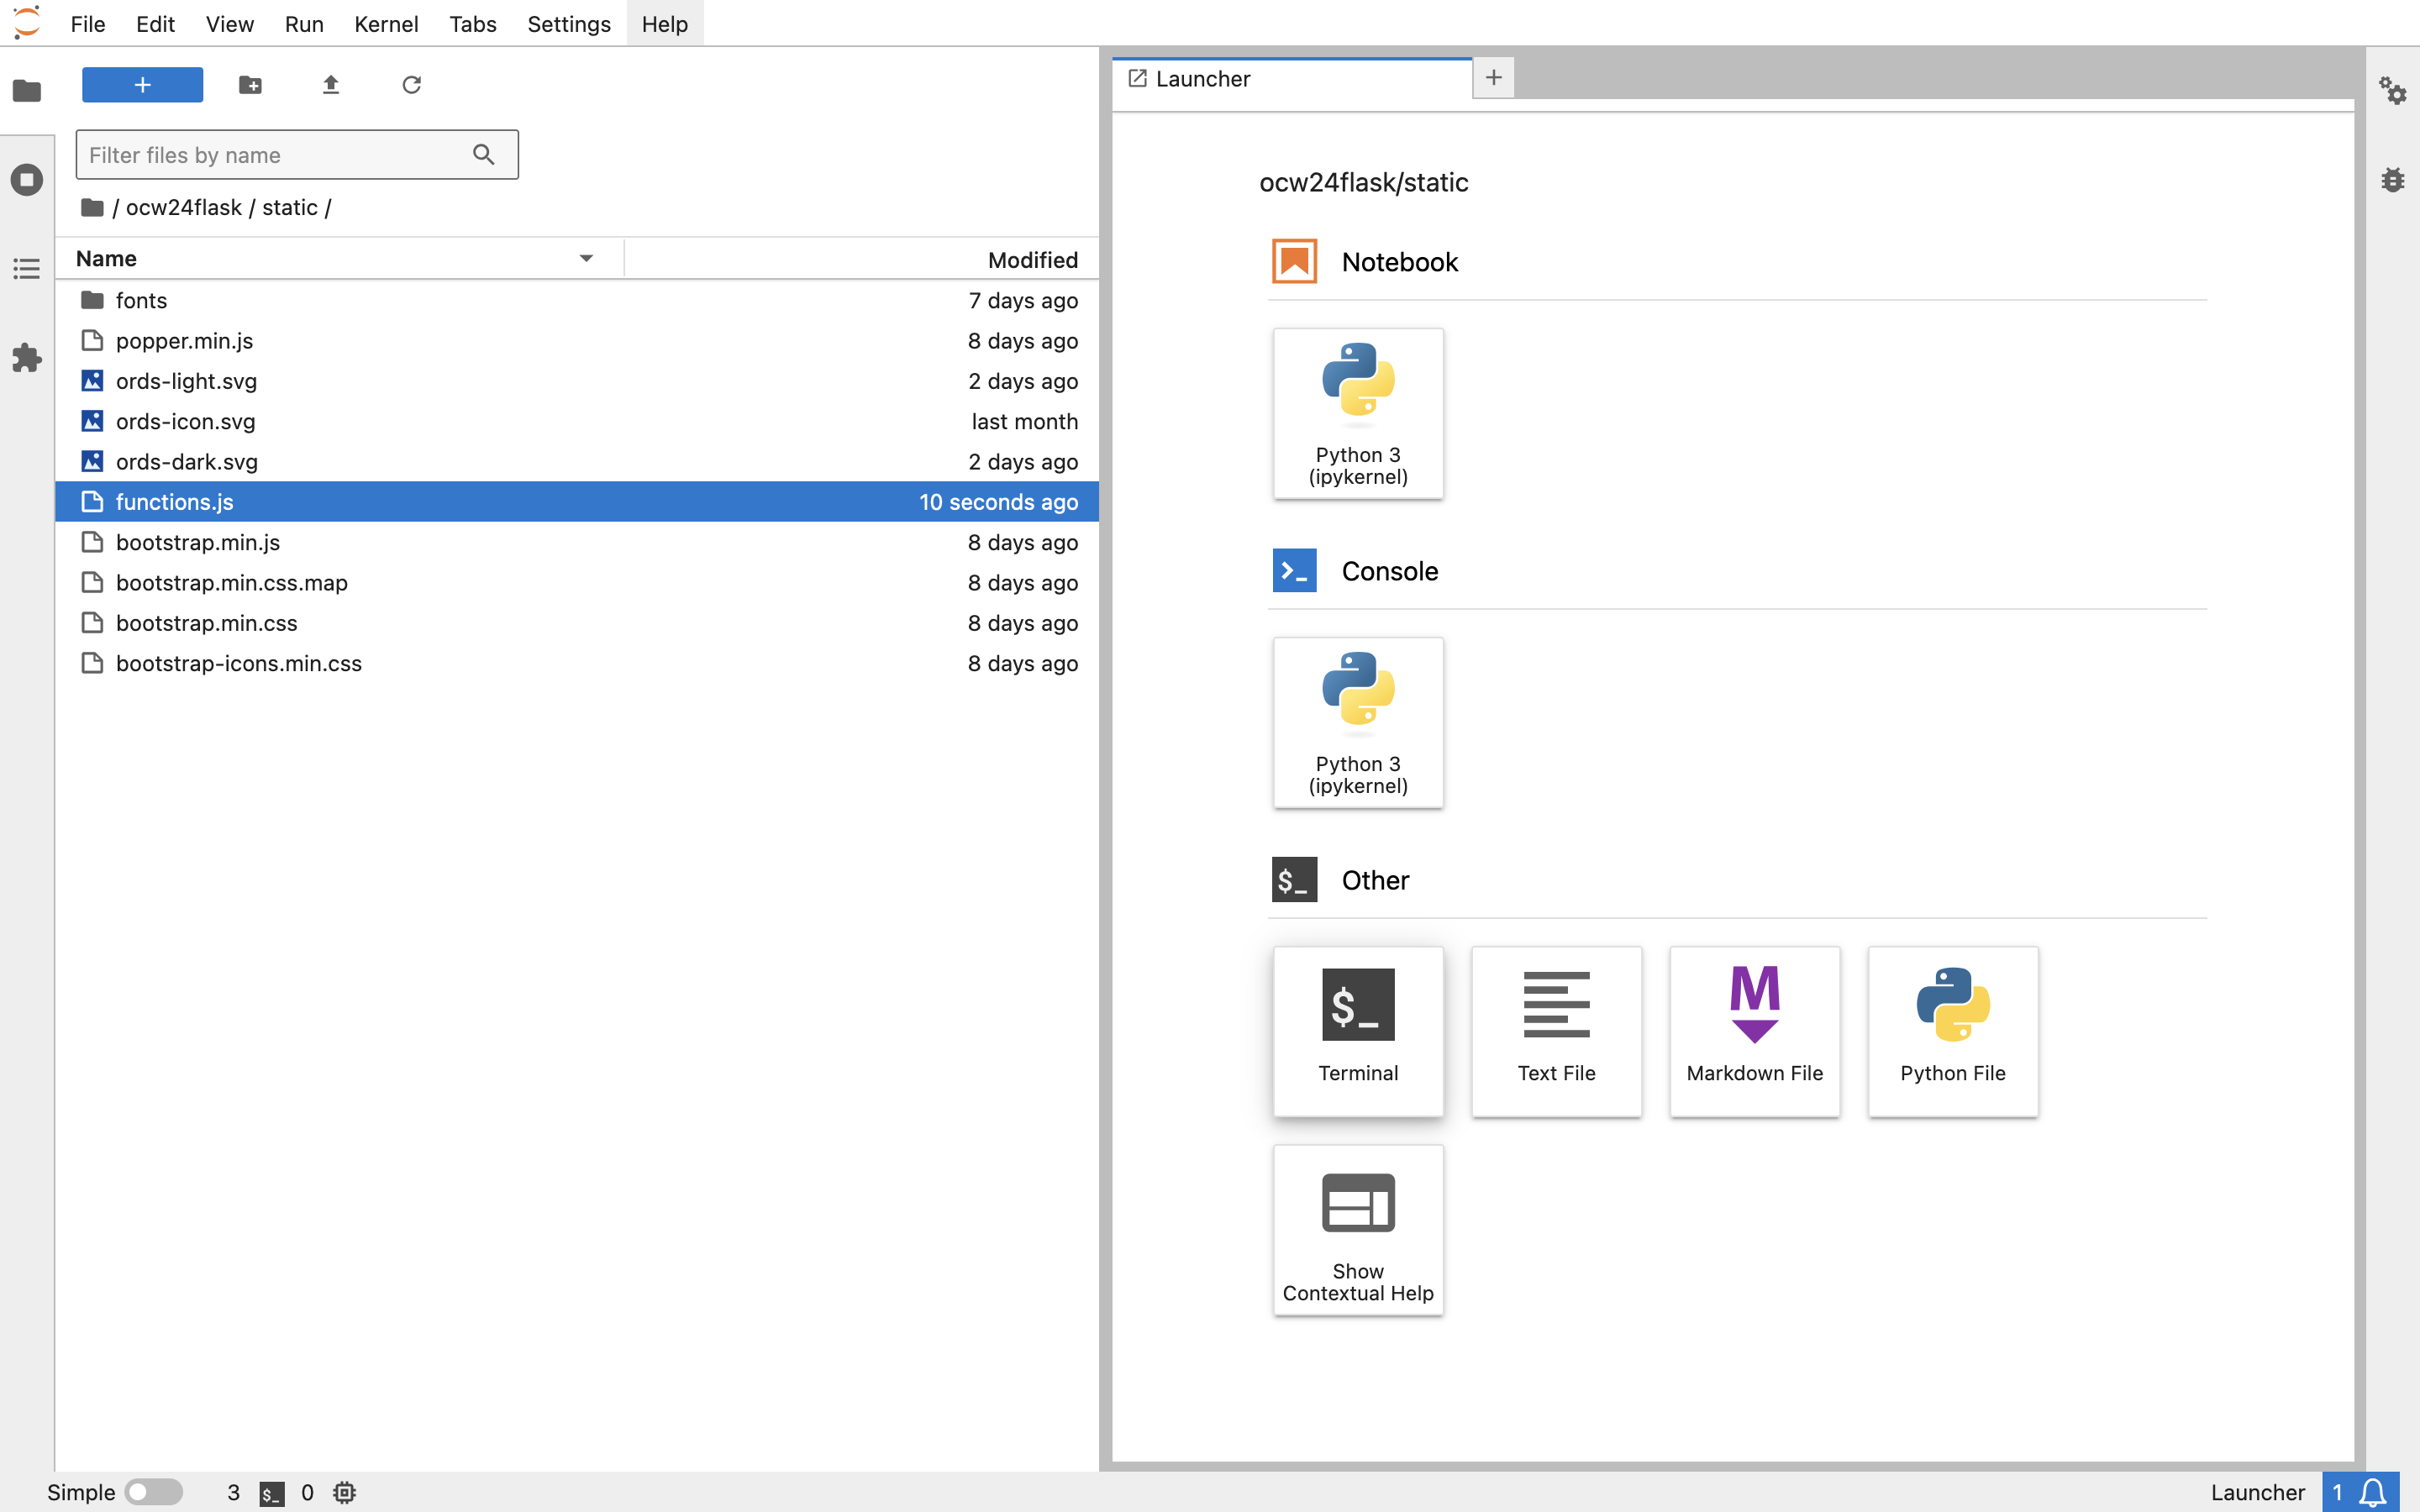 File Edit View Run Kernel Tabs Settings Help
Filter files by name
/ ocw24flask / static /
Name Modified
fonts 7 days ago
popper.min.js 8 days ago
ords-light.svg 2 days ago
ords-icon.svg last month
ords-dark.svg 2 days ago
functions.js 10 seconds ago
bootstrap.min.js 8 days ago
bootstrap.min.css.map 8 days ago
bootstrap.min.css 8 days ago
bootstrap-icons.min.css 8 days ago
Launcher
ocw24flask/static
Notebook
Python 3
(ipykernel)
Console
Python 3
(ipykernel)
$_ Other
$_
Terminal Text File Markdown File Python File
Show
Contextual Help
Simple 3 $_ 0 Launcher 1